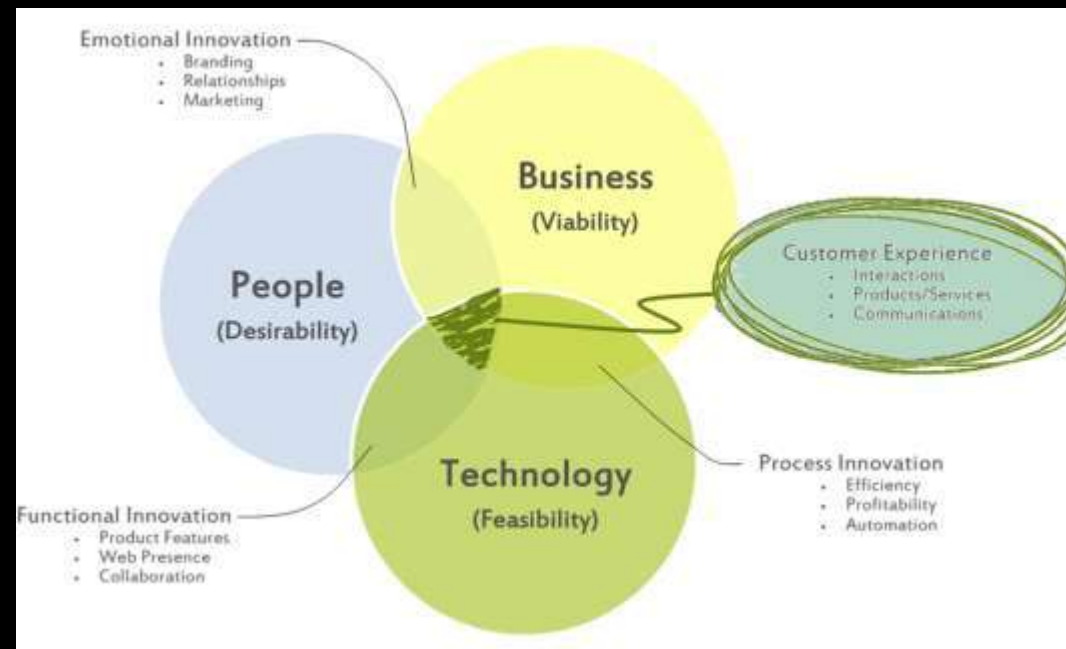 Emotional Innovation
• Branding
• Relationships
• Marketing
Business
(Viability)
People
(Desirability)
Customer Experience
• Interactions
• Products/Services
• Communications
Technology
(Feasibility)
Process Innovation
• Efficiency
• Profitability
• Automation
Functional Innovation
• Product Features
• Web Presence
• Collaboration